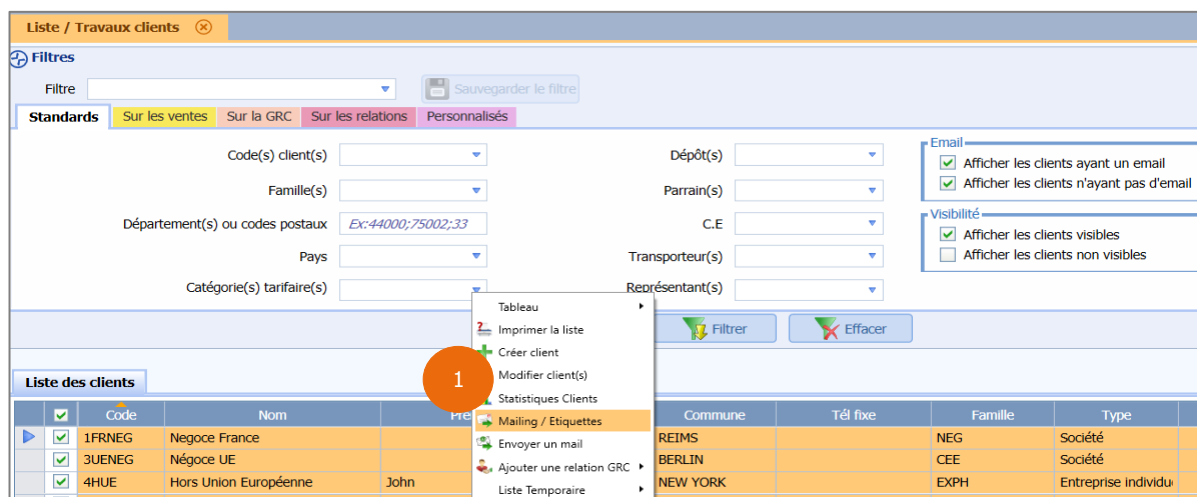 Liste / Travaux clients
Filtres
Filtre
Sauvegarder le filtre
Standards Sur les ventes Sur la GRC Sur les relations Personnalisés
Code(s) client(s) Dépôt(s)
Famille(s) Parrain(s)
Département(s) ou codes postaux Ex:44000;75002;33 C.E
Pays Transporteur(s)
Catégorie(s) tarifaire(s) Représentant(s)
Email
Afficher les clients ayant un email
Afficher les clients n'ayant pas d'email
Visibilité
Afficher les clients visibles
Afficher les clients non visibles
Filtrer Effacer
Tableau
Imprimer la liste
Créer client
Modifier client(s)
Statistiques Clients
Mailing / Etiquettes
Envoyer un mail
Ajouter une relation GRC
Liste Temporaire
1
Liste des clients
Code Nom Pré Commune Tél fixe Famille Type
1FRNEG Negoce France REIMS NEG Société
3UENEG Négoce UE BERLIN CEE Société
4HUE Hors Union Européenne John NEW YORK EXPH Entreprise individu